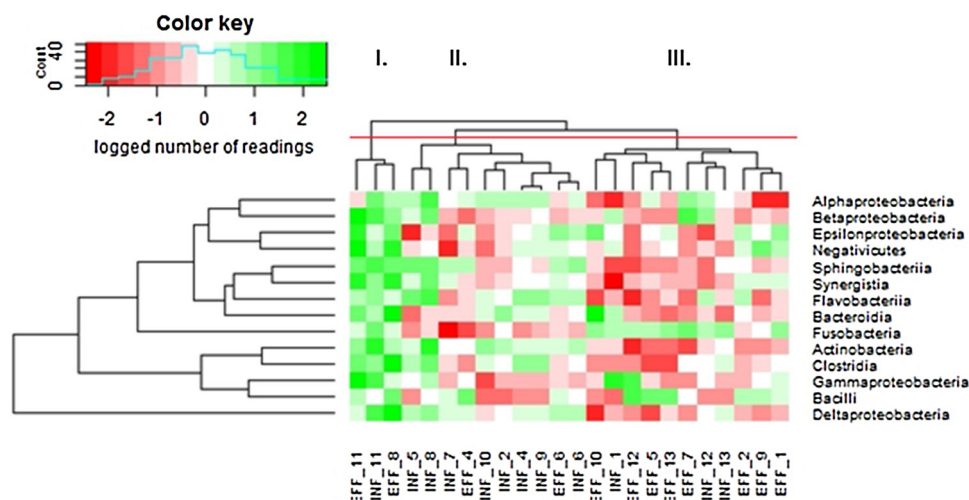 Color key
Count
0 40
-2 -1 0 1 2
logged number of readings
I. II. III.
Alphaproteobacteria
Betaproteobacteria
Epsilonproteobacteria
Negativicutes
Sphingobacteriia
Synergistia
Flavobacteriia
Bacteroidia
Fusobacteria
Actinobacteria
Clostridia
Gammaproteobacteria
Bacilli
Deltaproteobacteria
EFF_11
INF_11
EFF_8
INF_5
INF_8
INF_7
EFF_4
INF_10
INF_2
INF_4
INF_9
EFF_6
INF_6
EFF_10
INF_1
EFF_12
EFF_5
EFF_13
EFF_7
INF_12
INF_13
EFF_2
EFF_9
EFF_1